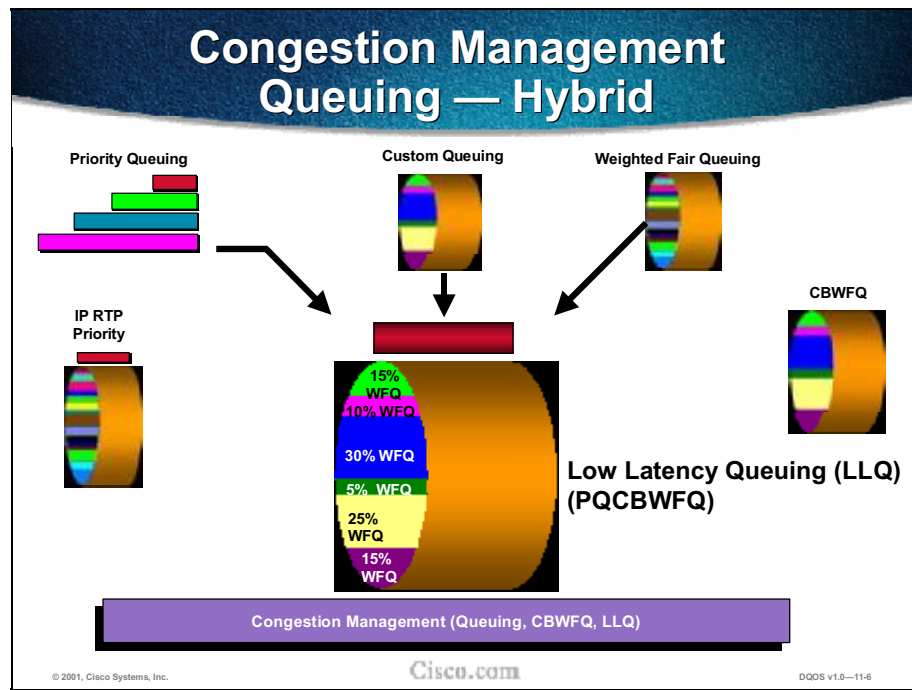 Congestion Management
Queuing — Hybrid
Priority Queuing
Custom Queuing
Weighted Fair Queuing
IP RTP
Priority
CBWFQ
15%
WFQ
10% WFQ
30% WFQ
5% WFQ
25%
WFQ
15%
WFQ
Low Latency Queuing (LLQ)
(PQCBWFQ)
Congestion Management (Queuing, CBWFQ, LLQ)
© 2001, Cisco Systems, Inc.
Cisco.com
DQOS v1.0—11-6